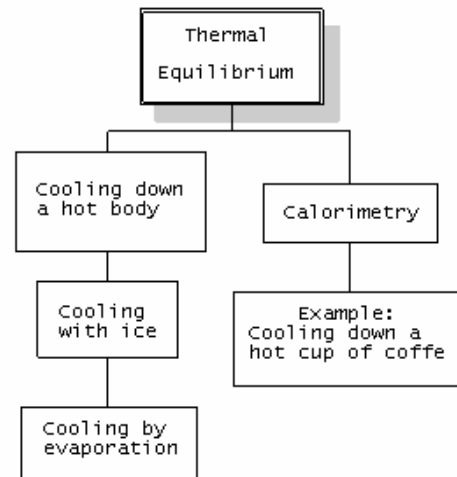 Thermal
Equilibrium
Cooling down
a hot body
Calorimetry
Cooling
with ice
Example:
Cooling down a
hot cup of coffe
Cooling by
evaporation